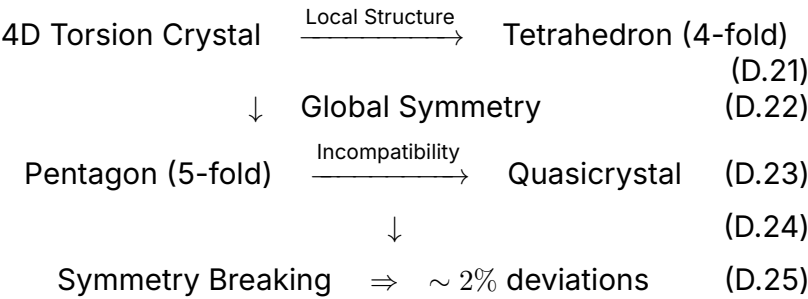 Local Structure
4D Torsion Crystal ⟶ Tetrahedron (4-fold)
(D.21)
↓ Global Symmetry (D.22)
Incompatibility
Pentagon (5-fold) ⟶ Quasicrystal (D.23)
↓ (D.24)
Symmetry Breaking ⇒ ∼ 2% deviations (D.25)